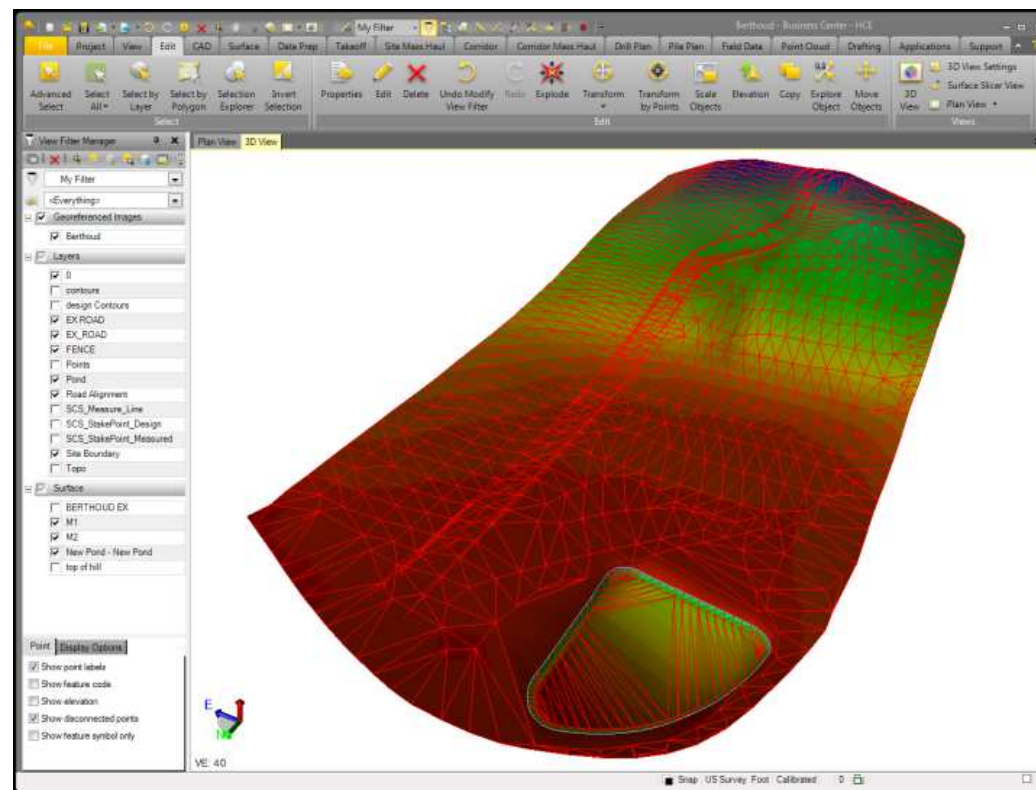 My Filter
Berthoud - Business Center - HCE
File Project View Edit CAD Surface Data Prep Takeoff Site Mass Haul Corridor Corridor Mass Haul Drill Plan Pile Plan Field Data Point Cloud Drafting Applications Support
Advanced Select
Select All
Select by Layer
Select by Polygon
Selection Explorer
Invert Selection
Properties
Edit
Delete
Undo Modify View Filter
Redo
Explode
Transform
Transform by Points
Scale Objects
Elevation
Copy
Explore Object
Move Objects
3D View
3D View Settings
Surface Slicer View
Plan View
Select
Edit
Views
View Filter Manager
Plan View 3D View
My Filter
<Everything>
Georeferenced Images
Berthoud
Layers
0
contours
design Contours
EX ROAD
EX_ROAD
FENCE
Points
Pond
Road Alignment
SCS_Measure_Line
SCS_StakePoint_Design
SCS_StakePoint_Measured
Site Boundary
Topo
Surface
BERTHOUD EX
M1
M2
New Pond - New Pond
top of hill
Point Display Options
Show point labels
Show feature code
Show elevation
Show disconnected points
Show feature symbol only
E
VE: 4.0
Snap US Survey Foot Calibrated 0